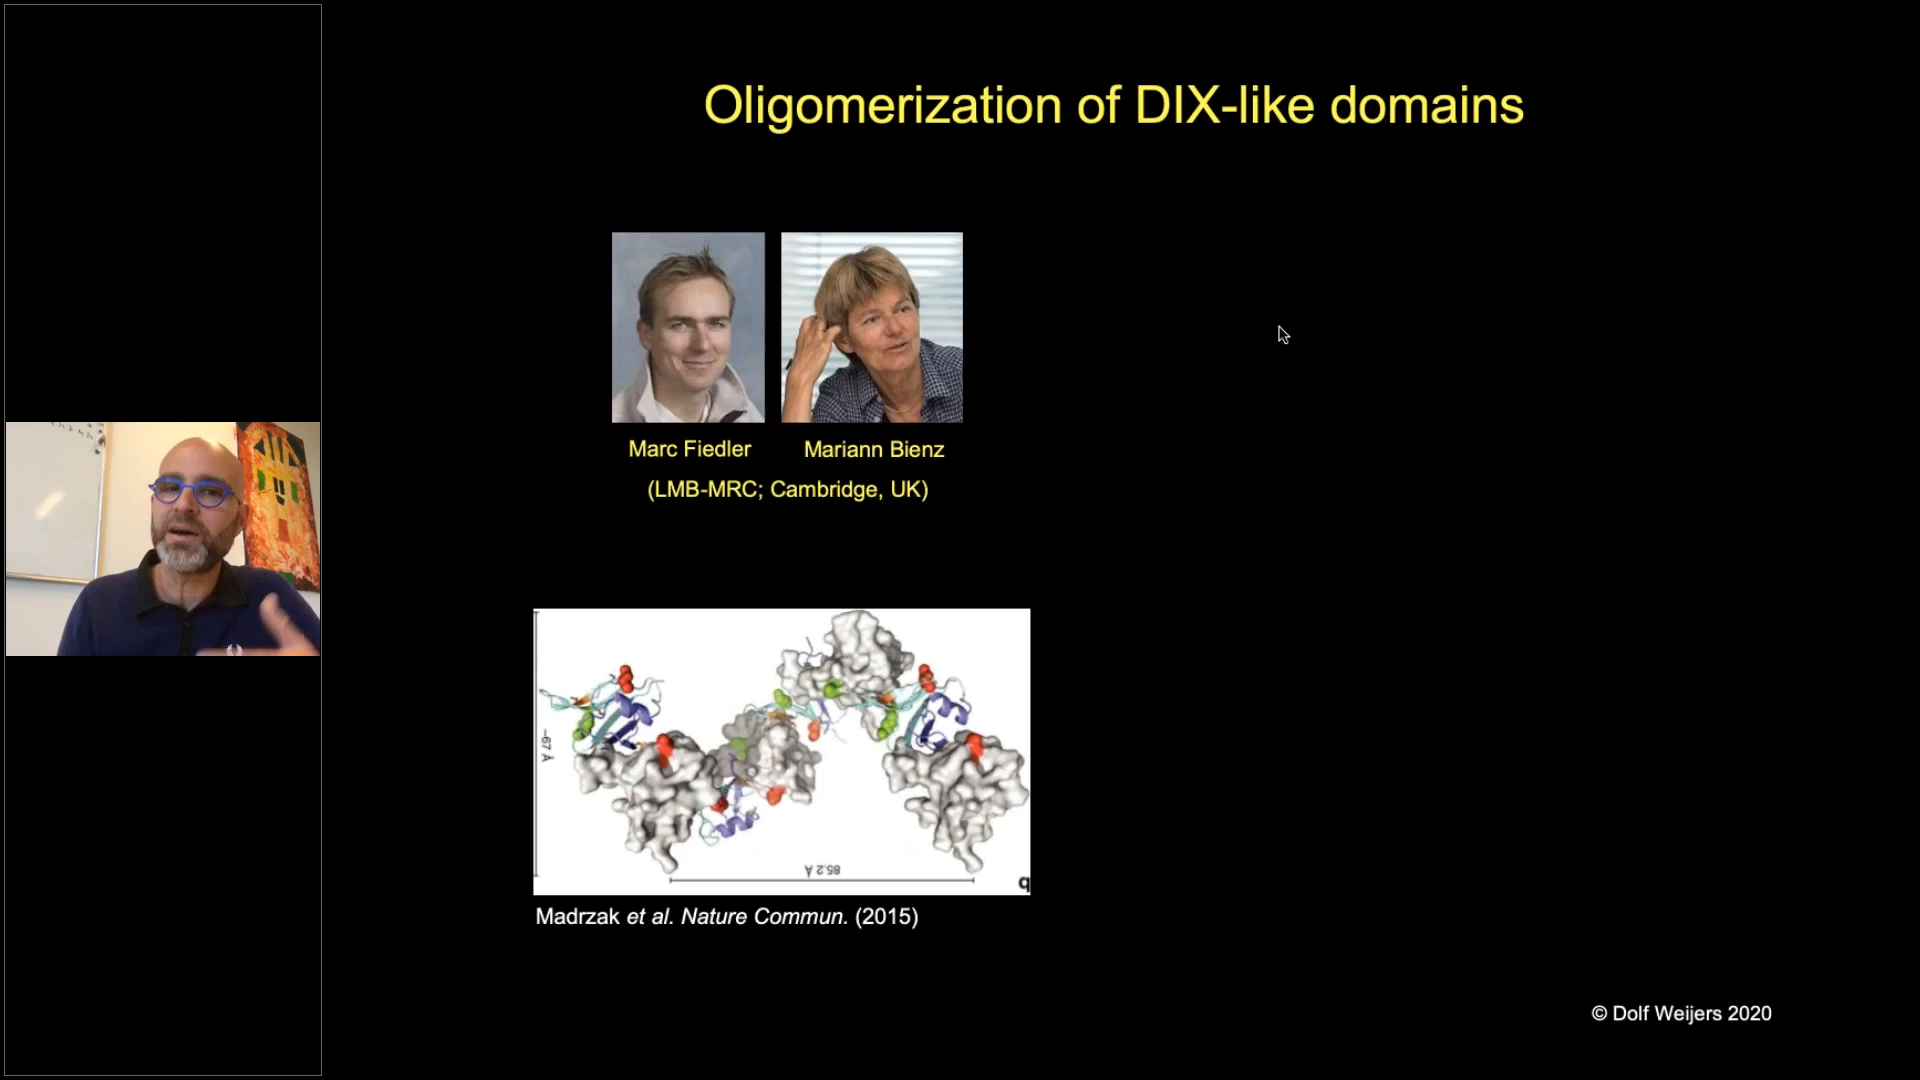 Oligomerization of DIX-like domains
Marc Fiedler
Mariann Bienz
(LMB-MRC; Cambridge, UK)
~67 Å
85.2 Å
b
Madrzak et al. Nature Commun. (2015)
© Dolf Weijers 2020